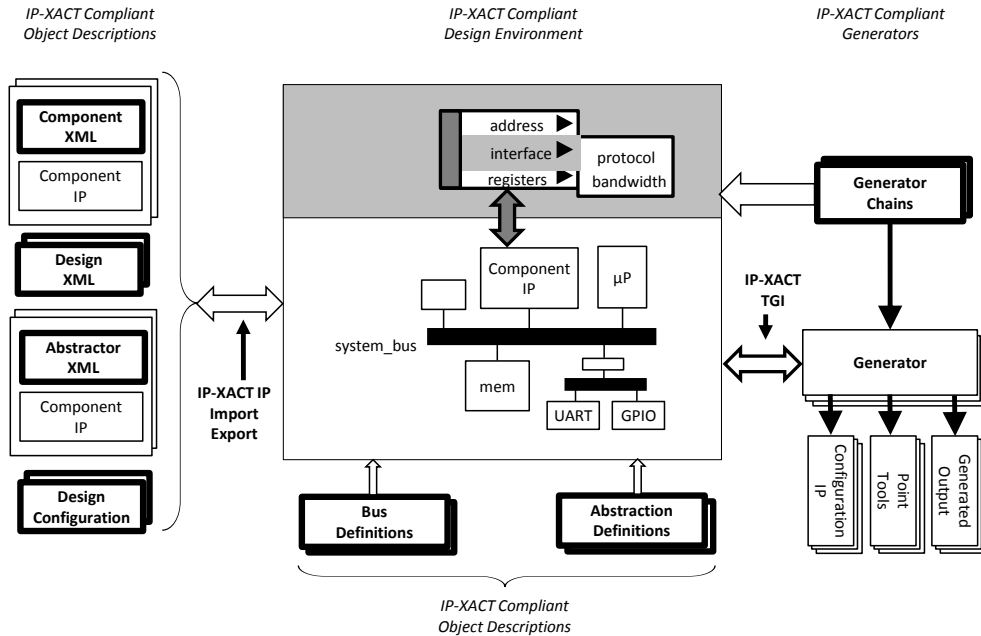 IP-XACT Compliant
Object Descriptions
IP-XACT Compliant
Design Environment
IP-XACT Compliant
Generators
Component
XML
Component
IP
Design
XML
Abstractor
XML
Component
IP
Design
Configuration
IP-XACT IP
Import
Export
address
interface
registers
protocol
bandwidth
Component
IP
µP
system_bus
mem
UART
GPIO
Bus
Definitions
Abstraction
Definitions
IP-XACT Compliant
Object Descriptions
Generator
Chains
IP-XACT
TGI
Generator
Configuration
IP
Point
Tools
Generated
Output